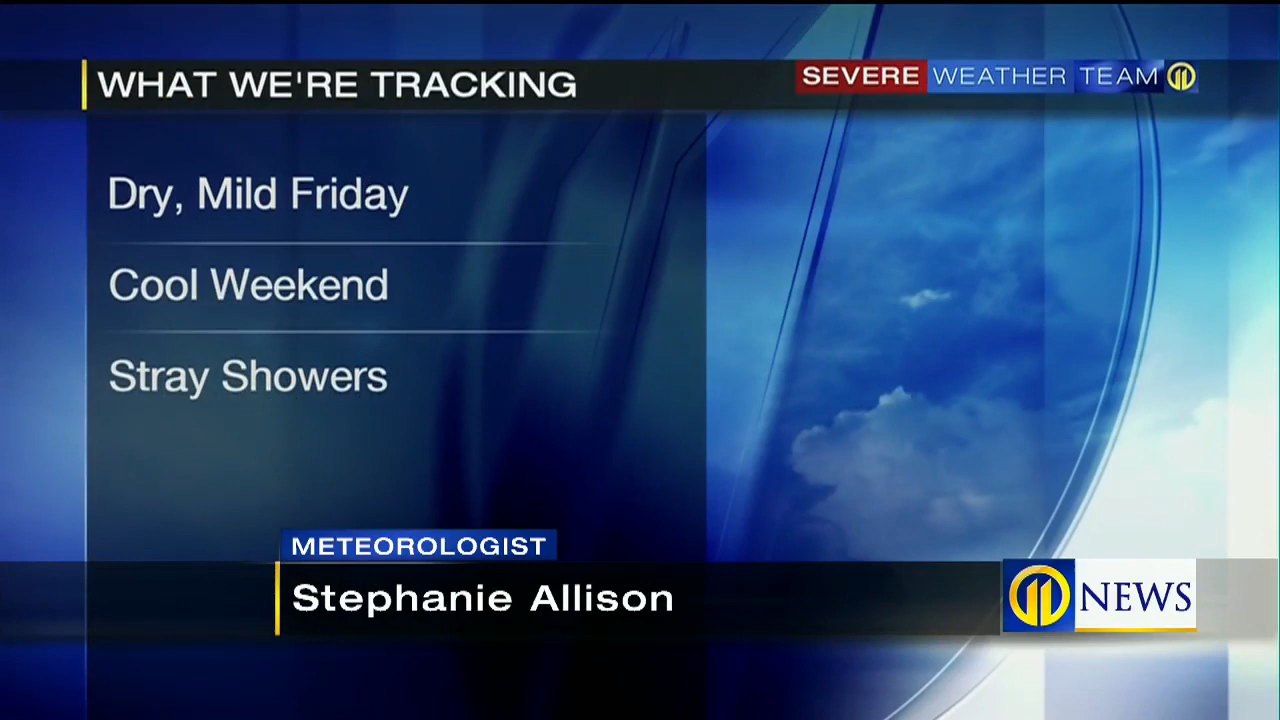 WHAT WE'RE TRACKING
SEVERE WEATHER TEAM 11
Dry, Mild Friday
Cool Weekend
Stray Showers
METEOROLOGIST
Stephanie Allison
11 NEWS